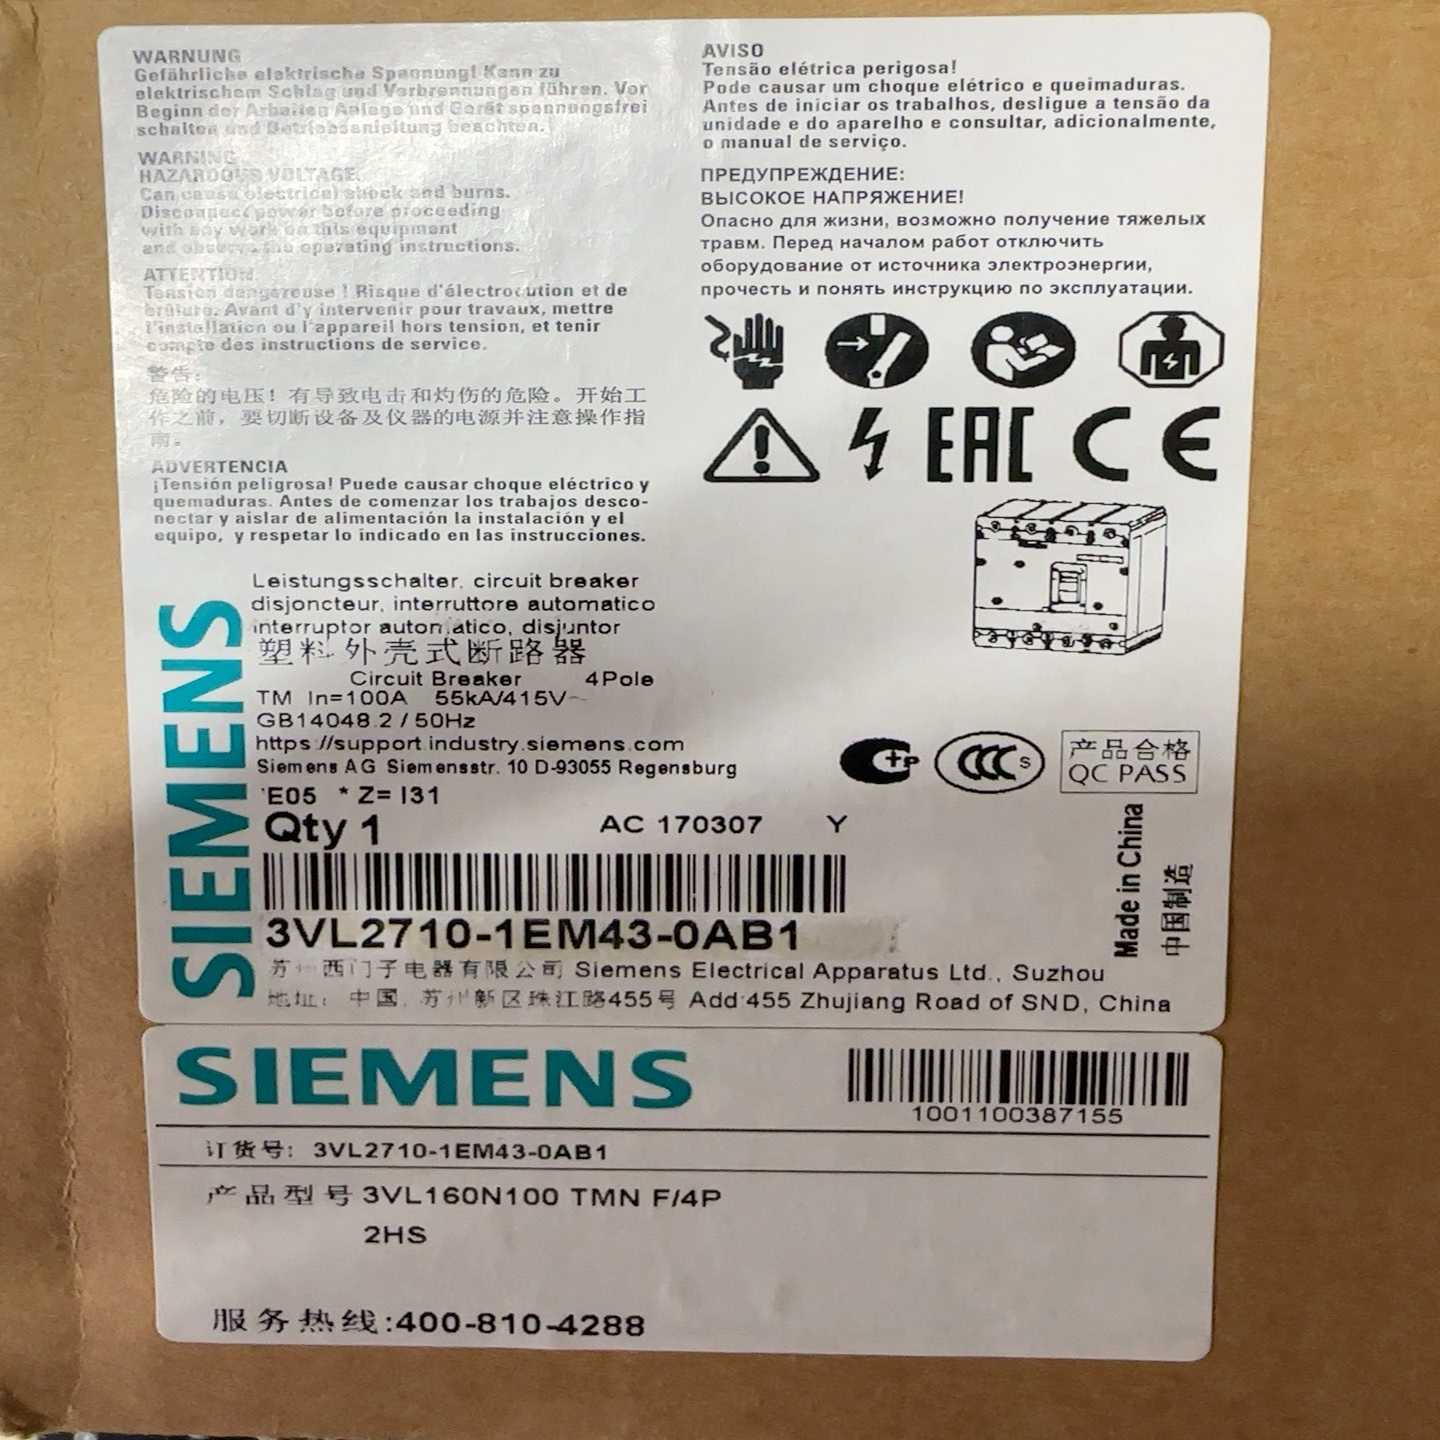 WARNUNG
Gefährliche elektrische Spannung! Kann zu
elektrischem Schlag und Verbrennungen führen. Vor
Beginn der Arbeiten Anlage und Gerät spannungsfrei
schalten und Betriebsanleitung beachten.
WARNING
HAZARDOUS VOLTAGE.
Can cause electrical shock and burns.
Disconnect power before proceeding
with any work on this equipment
and observe the operating instructions.
ATTENTION
Tension dangereuse ! Risque d'électrocution et de
brûlure. Avant d'y intervenir pour travaux, mettre
l'installation ou l'appareil hors tension, et tenir
compte des instructions de service.
警告:
危险的电压！有导致电击和灼伤的危险。开始工
作之前，要切断设备及仪器的电源并注意操作指
南。
ADVERTENCIA
¡Tensión peligrosa! Puede causar choque eléctrico y
quemaduras. Antes de comenzar los trabajos desco-
nectar y aislar de alimentación la instalación y el
equipo, y respetar lo indicado en las instrucciones.
AVISO
Tensão elétrica perigosa!
Pode causar um choque elétrico e queimaduras.
Antes de iniciar os trabalhos, desligue a tensão da
unidade e do aparelho e consultar, adicionalmente,
o manual de serviço.
ПРЕДУПРЕЖДЕНИЕ:
ВЫСОКОЕ НАПРЯЖЕНИЕ!
Опасно для жизни, возможно получение тяжелых
травм. Перед началом работ отключить
оборудование от источника электроэнергии,
прочесть и понять инструкцию по эксплуатации.
EAC CE
SIEMENS
Leistungsschalter, circuit breaker
disjoncteur, interruttore automatico
interruptor automatico, disjuntor
塑料外壳式断路器
Circuit Breaker 4Pole
TM In=100A 55kA/415V~
GB14048.2 / 50Hz
https://support.industry.siemens.com
Siemens AG Siemensstr. 10 D-93055 Regensburg
E05 * Z= I31
Qty 1 AC 170307 Y
CCC S
产品合格
QC PASS
Made in China
中国制造
3VL2710-1EM43-0AB1
苏州西门子电器有限公司 Siemens Electrical Apparatus Ltd., Suzhou
地址: 中国, 苏州新区珠江路455号 Add:455 Zhujiang Road of SND, China
SIEMENS
1001100387155
订货号: 3VL2710-1EM43-0AB1
产品型号 3VL160N100 TMN F/4P
2HS
服务热线:400-810-4288